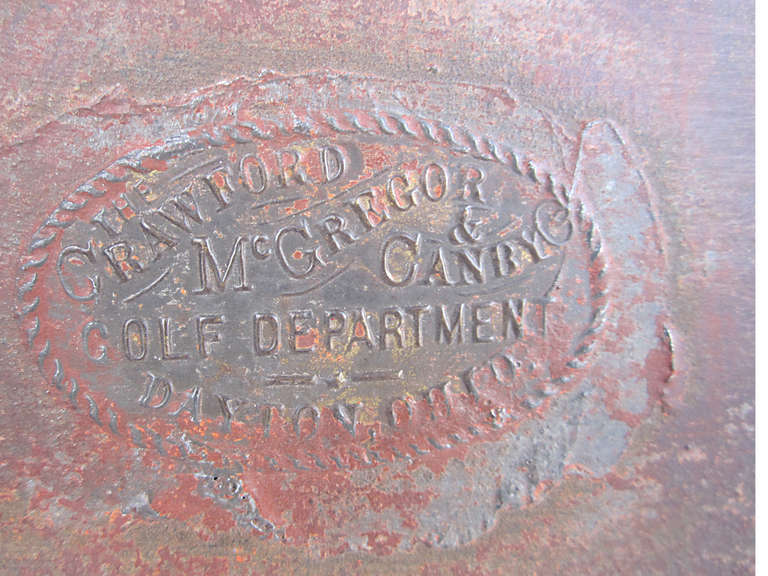 THE
CRAWFORD
McGREGOR
& CANBY Co
GOLF DEPARTMENT
DAYTON, OHIO.